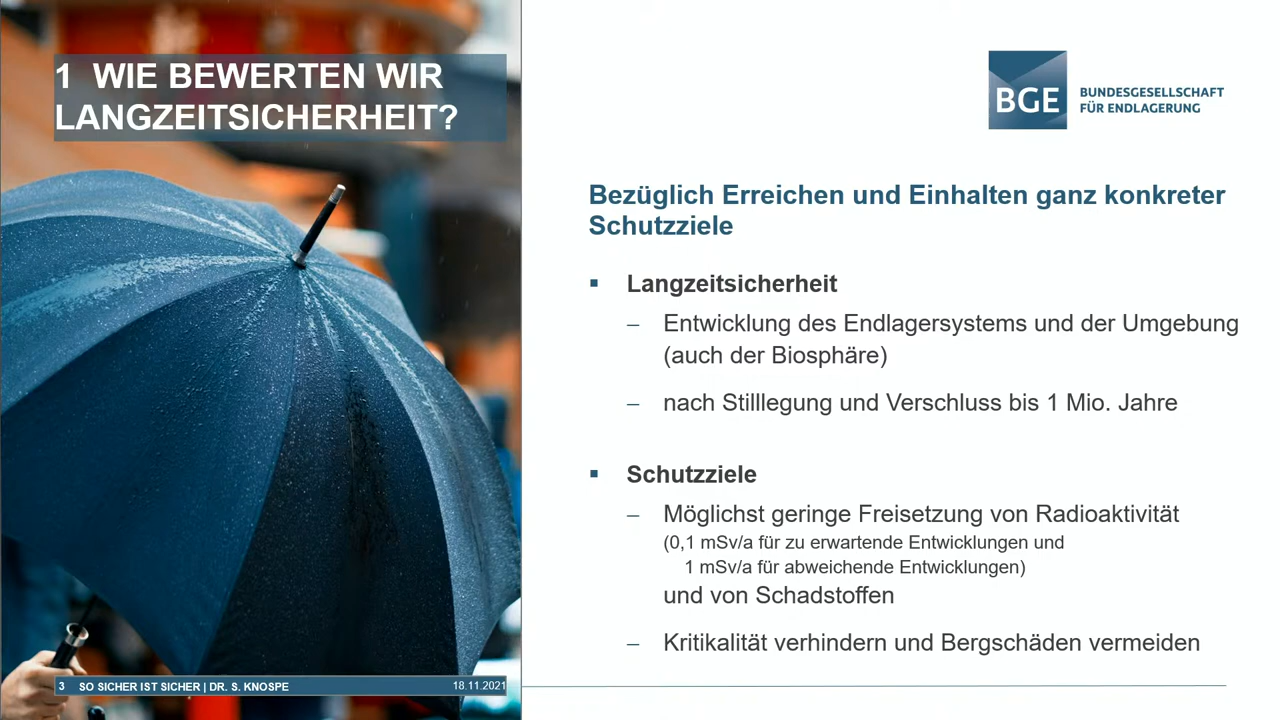 1 WIE BEWERTEN WIR
LANGZEITSICHERHEIT?
BGE
BUNDESGESELLSCHAFT
FÜR ENDLAGERUNG
Bezüglich Erreichen und Einhalten ganz konkreter
Schutzziele
▪ Langzeitsicherheit
– Entwicklung des Endlagersystems und der Umgebung
(auch der Biosphäre)
– nach Stilllegung und Verschluss bis 1 Mio. Jahre
▪ Schutzziele
– Möglichst geringe Freisetzung von Radioaktivität
(0,1 mSv/a für zu erwartende Entwicklungen und
1 mSv/a für abweichende Entwicklungen)
und von Schadstoffen
– Kritikalität verhindern und Bergschäden vermeiden
3 SO SICHER IST SICHER | DR. S. KNOSPE 18.11.2021